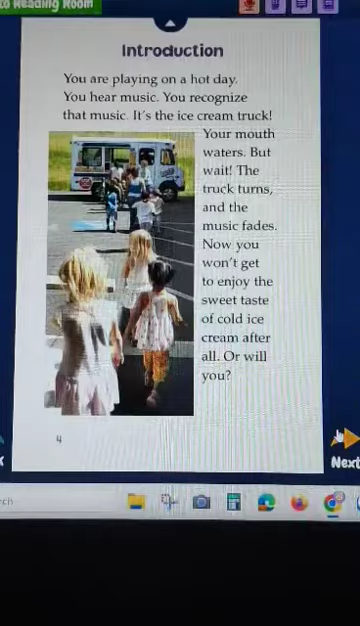 to Reading Room
Introduction
You are playing on a hot day.
You hear music. You recognize
that music. It's the ice cream truck!
Your mouth
waters. But
wait! The
truck turns,
and the
music fades.
Now you
won't get
to enjoy the
sweet taste
of cold ice
cream after
all. Or will
you?
4
Next